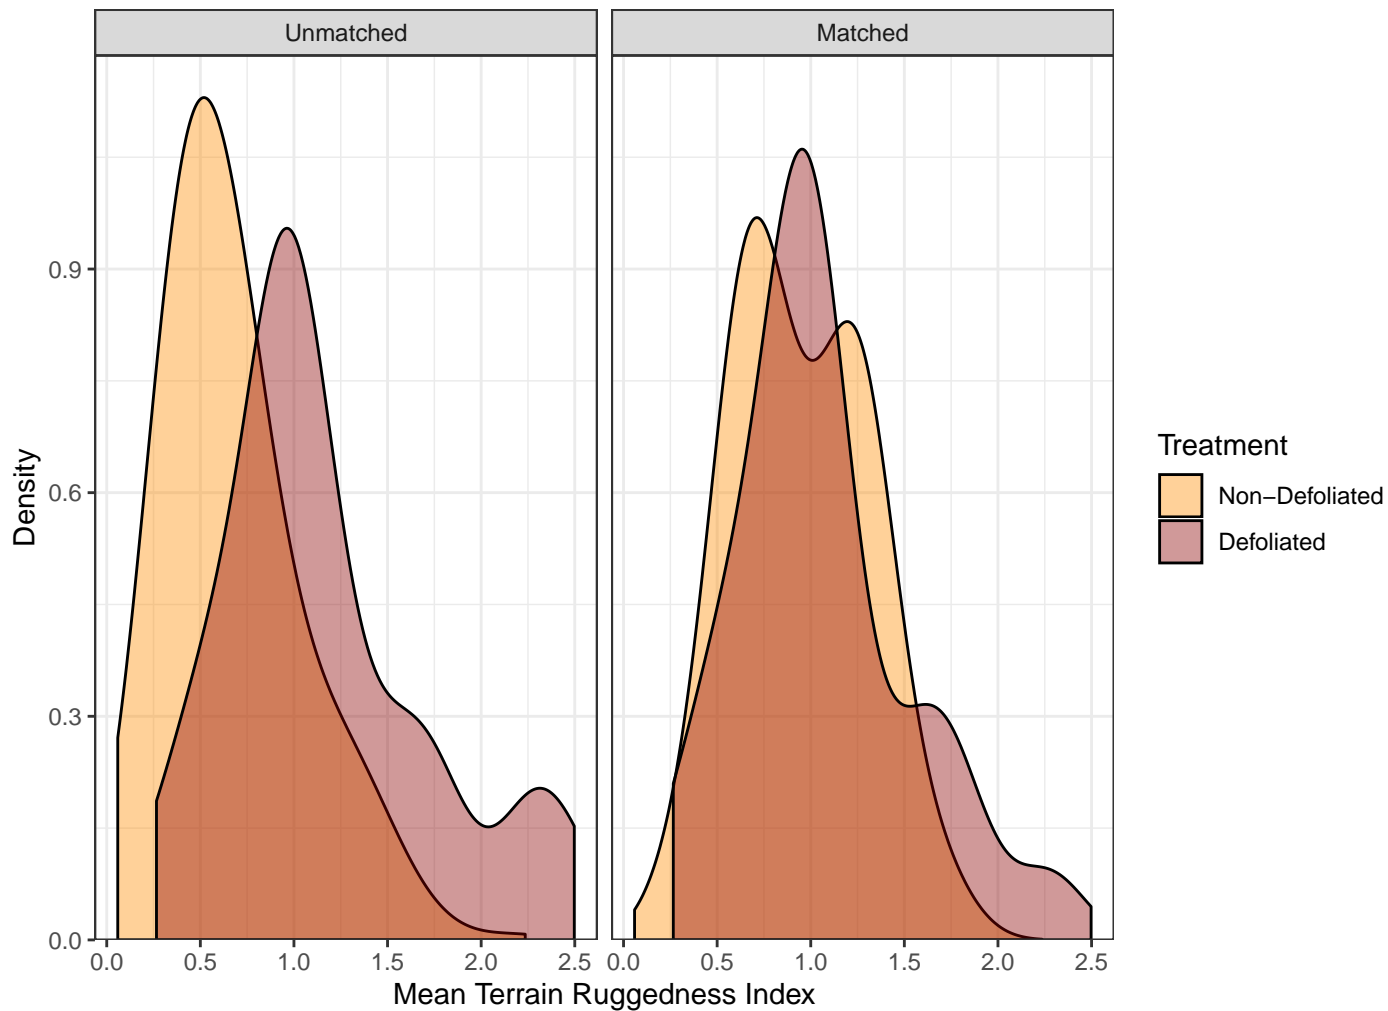 Unmatched
Matched
Density
0.9
0.6
0.3
0.0
0.0 0.5 1.0 1.5 2.0 2.5
0.0 0.5 1.0 1.5 2.0 2.5
Mean Terrain Ruggedness Index
Treatment
Non−Defoliated
Defoliated